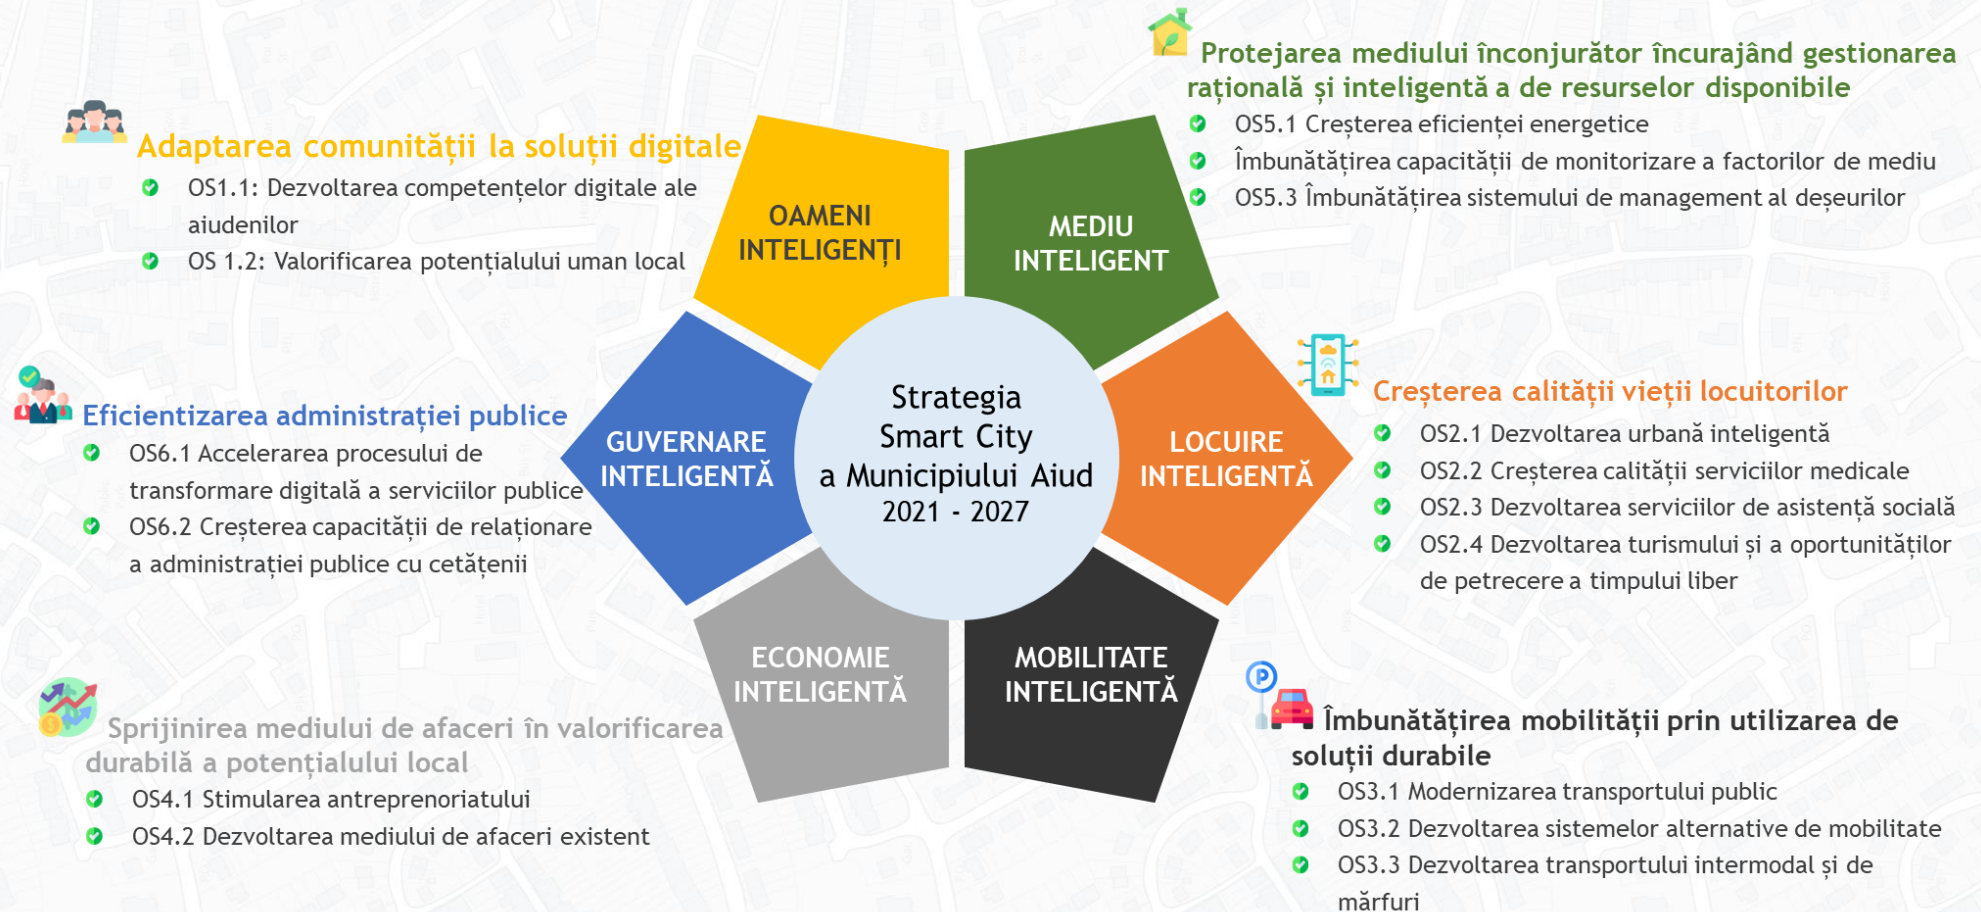 Protejarea mediului înconjurător încurajând gestionarea
rațională și inteligentă a de resurselor disponibile
OS5.1 Creșterea eficienței energetice
Îmbunătățirea capacității de monitorizare a factorilor de mediu
OS5.3 Îmbunătățirea sistemului de management al deșeurilor
Adaptarea comunității la soluții digitale
OS1.1: Dezvoltarea competențelor digitale ale
aiudenilor
OS 1.2: Valorificarea potențialului uman local
OAMENI
INTELIGENȚI
MEDIU
INTELIGENT
Eficientizarea administrației publice
OS6.1 Accelerarea procesului de
transformare digitală a serviciilor publice
OS6.2 Creșterea capacității de relaționare
a administrației publice cu cetățenii
GUVERNARE
INTELIGENTĂ
Strategia
Smart City
a Municipiului Aiud
2021 - 2027
LOCUIRE
INTELIGENTĂ
Creșterea calității vieții locuitorilor
OS2.1 Dezvoltarea urbană inteligentă
OS2.2 Creșterea calității serviciilor medicale
OS2.3 Dezvoltarea serviciilor de asistență socială
OS2.4 Dezvoltarea turismului și a oportunităților
de petrecere a timpului liber
ECONOMIE
INTELIGENTĂ
MOBILITATE
INTELIGENTĂ
Sprijinirea mediului de afaceri în valorificarea
durabilă a potențialului local
OS4.1 Stimularea antreprenoriatului
OS4.2 Dezvoltarea mediului de afaceri existent
P
Îmbunătățirea mobilității prin utilizarea de
soluții durabile
OS3.1 Modernizarea transportului public
OS3.2 Dezvoltarea sistemelor alternative de mobilitate
OS3.3 Dezvoltarea transportului intermodal și de
mărfuri